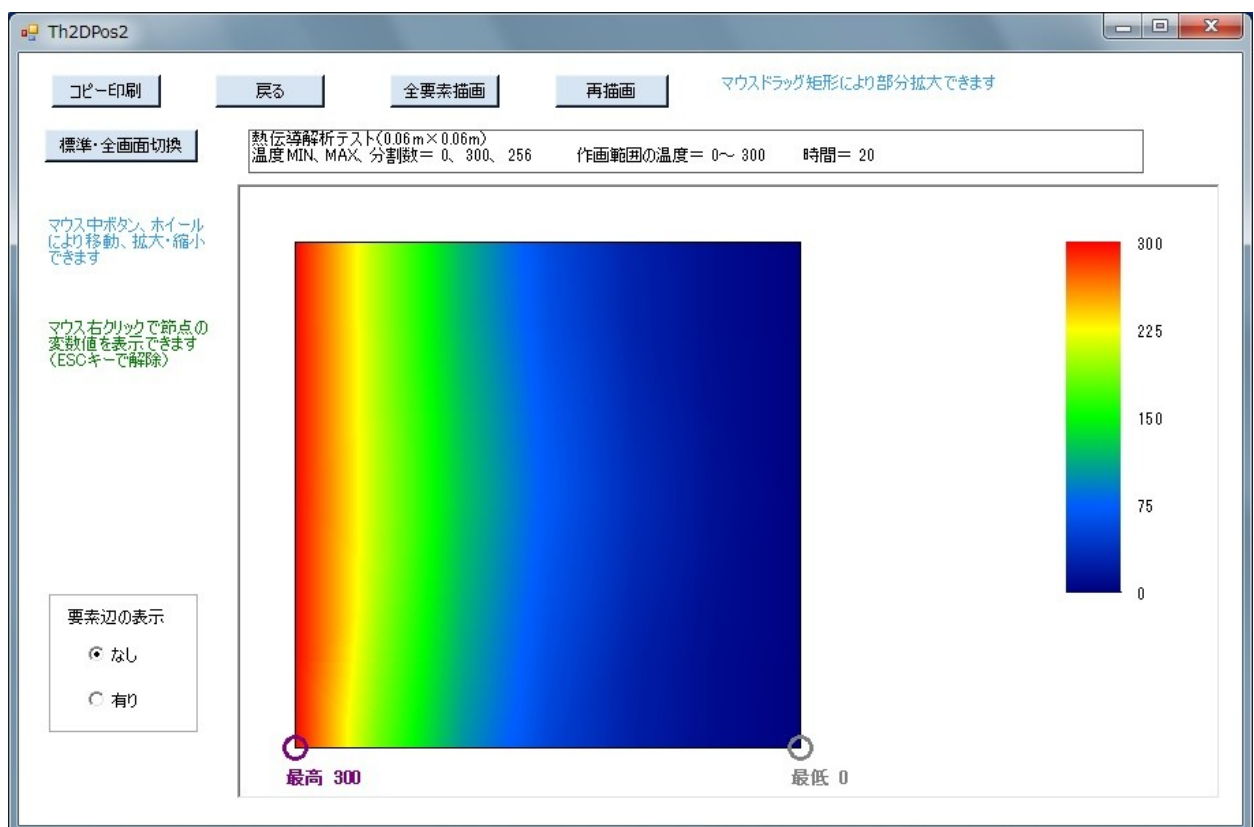 Th2DPos2
コピー印刷
戻る
全要素描画
再描画
マウスドラッグ矩形により部分拡大できます
標準・全画面切換
熱伝導解析テスト(0.06m×0.06m)
温度MIN、MAX、分割数= 0、300、256 作画範囲の温度= 0～300 時間= 20
マウス中ボタン、ホイール
により移動、拡大・縮小
できます
マウス右クリックで節点の
変数値を表示できます
(ESCキーで解除)
300
225
150
75
0
要素辺の表示
なし
有り
最高 300
最低 0